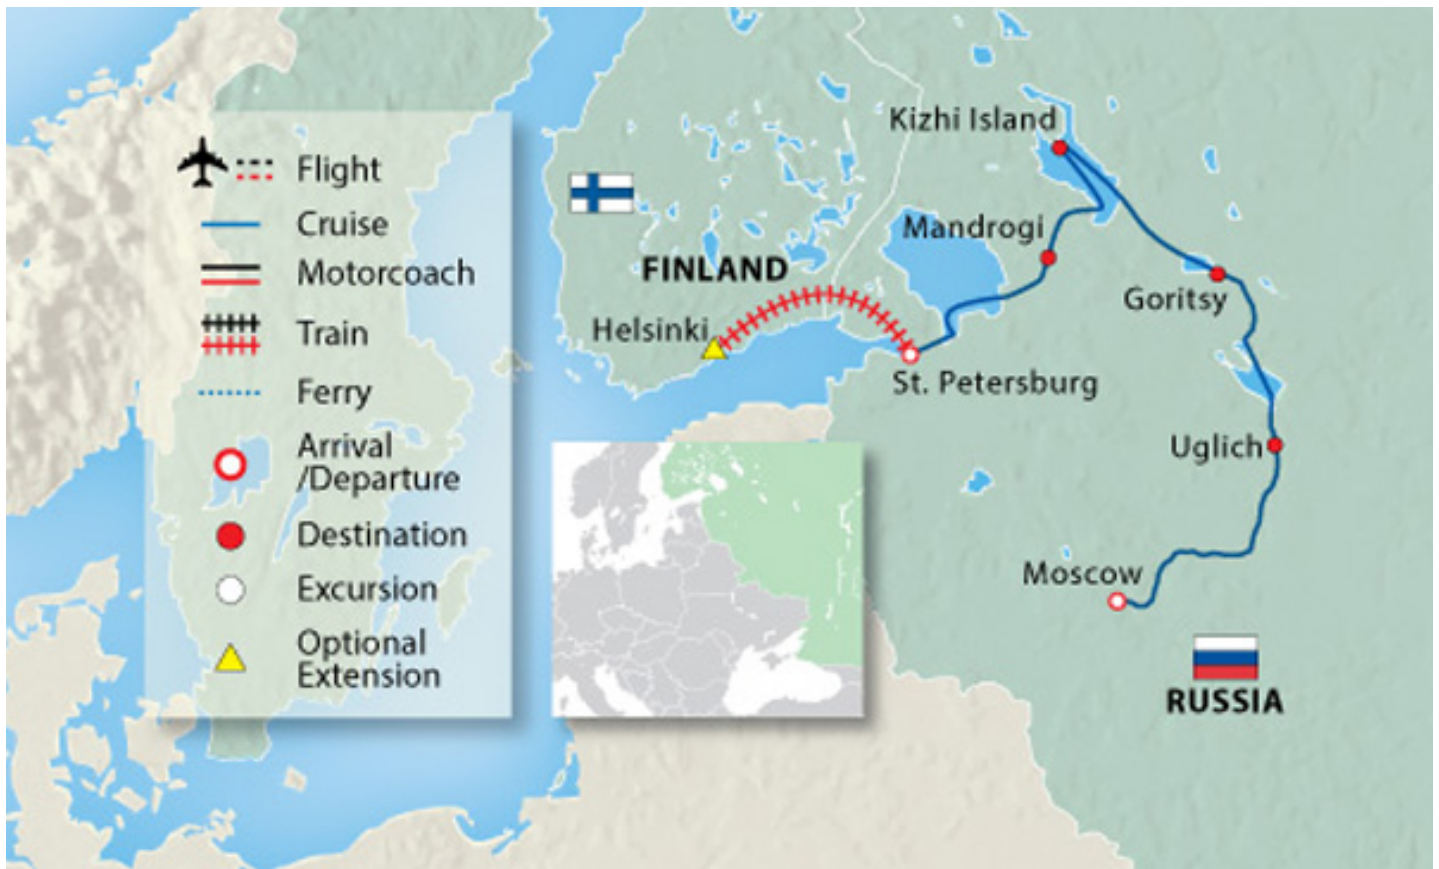 Flight
Cruise
Motorcoach
Train
Ferry
Arrival
/Departure
Destination
Excursion
Optional
Extension
Kizhi Island
Mandrogi
FINLAND
Goritsy
Helsinki
St. Petersburg
Uglich
Moscow
RUSSIA